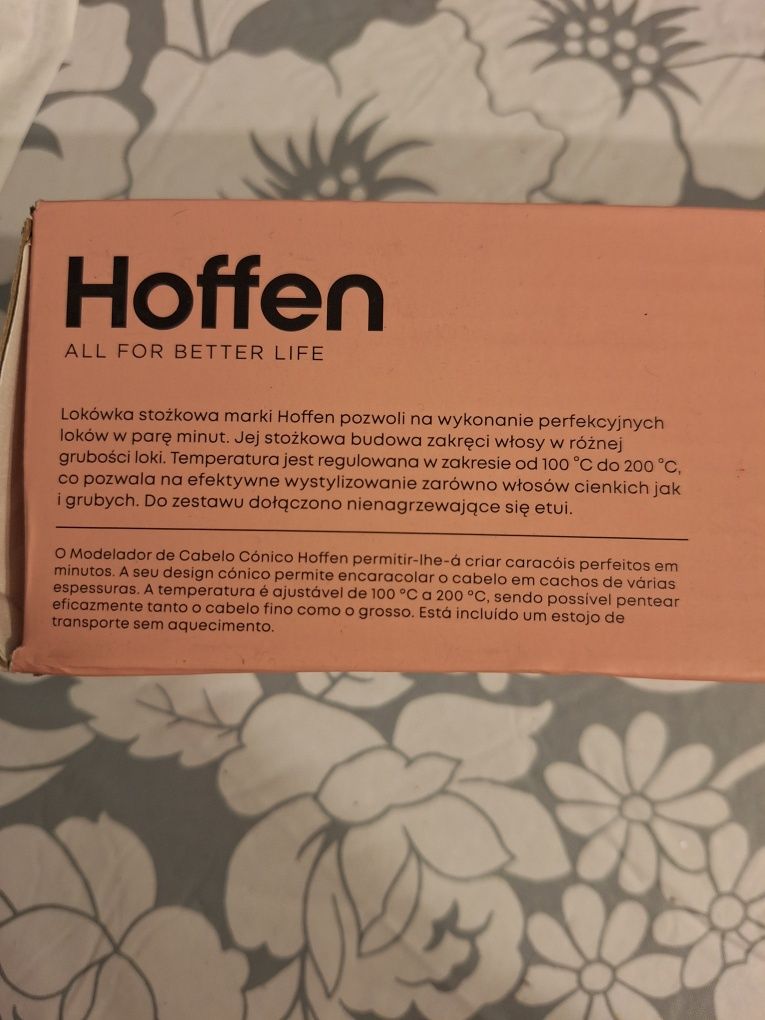 Hoffen
ALL FOR BETTER LIFE
Lokówka stożkowa marki Hoffen pozwoli na wykonanie perfekcyjnych
loków w parę minut. Jej stożkowa budowa zakręci włosy w różnej
grubości loki. Temperatura jest regulowana w zakresie od 100 °C do 200 °C,
co pozwala na efektywne wystylizowanie zarówno włosów cienkich jak
i grubych. Do zestawu dołączono nienagrzewające się etui.
O Modelador de Cabelo Cónico Hoffen permitir-lhe-á criar caracóis perfeitos em
minutos. A seu design cónico permite encaracolar o cabelo em cachos de várias
espessuras. A temperatura é ajustável de 100 ºC a 200 ºC, sendo possível pentear
eficazmente tanto o cabelo fino como o grosso. Está incluído um estojo de
transporte sem aquecimento.